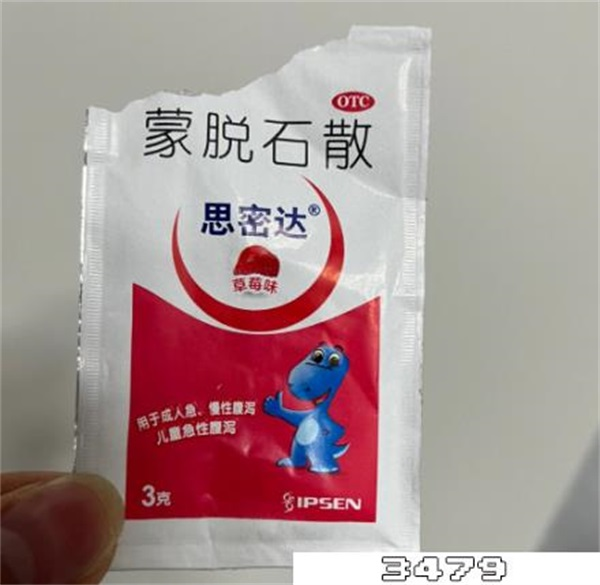 OTC
蒙脱石散
思密达®
草莓味
用于成人急、慢性腹泻
儿童急性腹泻
3克
IPSEN
3479